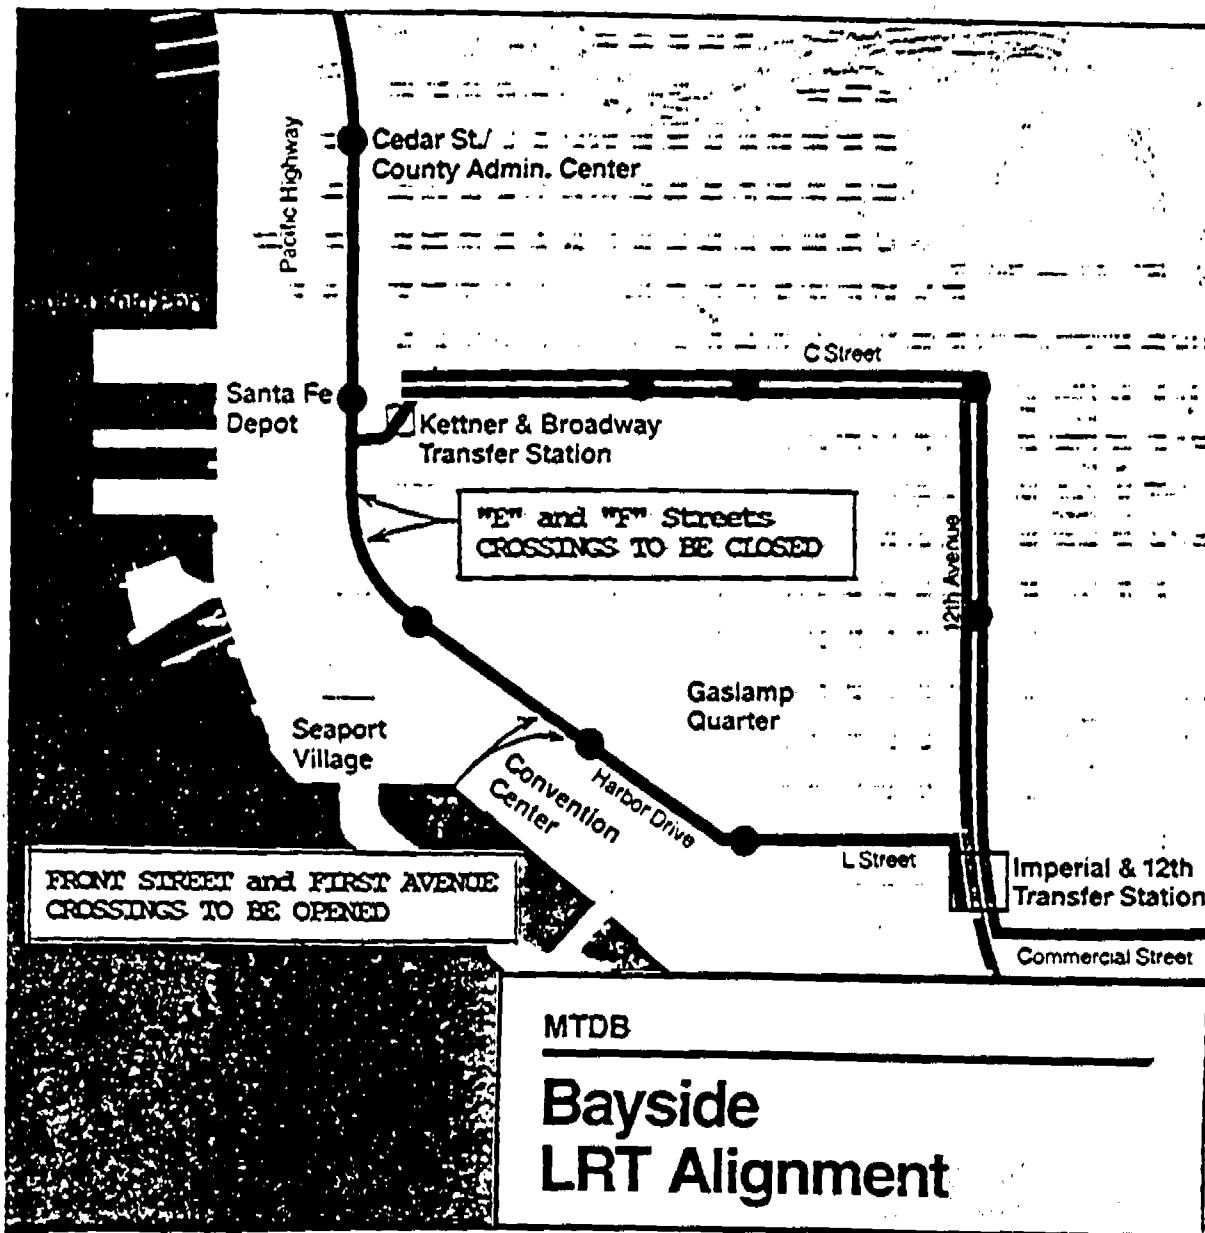 Cedar St./
County Admin. Center
Pacific Highway
C Street
Santa Fe
Depot
Kettner & Broadway
Transfer Station
"E" and "F" Streets
CROSSINGS TO BE CLOSED
12th Avenue
Gaslamp
Quarter
Seaport
Village
Convention
Center
Harbor Drive
L Street
Imperial & 12th
Transfer Station
FRONT STREET and FIRST AVENUE
CROSSINGS TO BE OPENED
Commercial Street
MTDB
Bayside
LRT Alignment